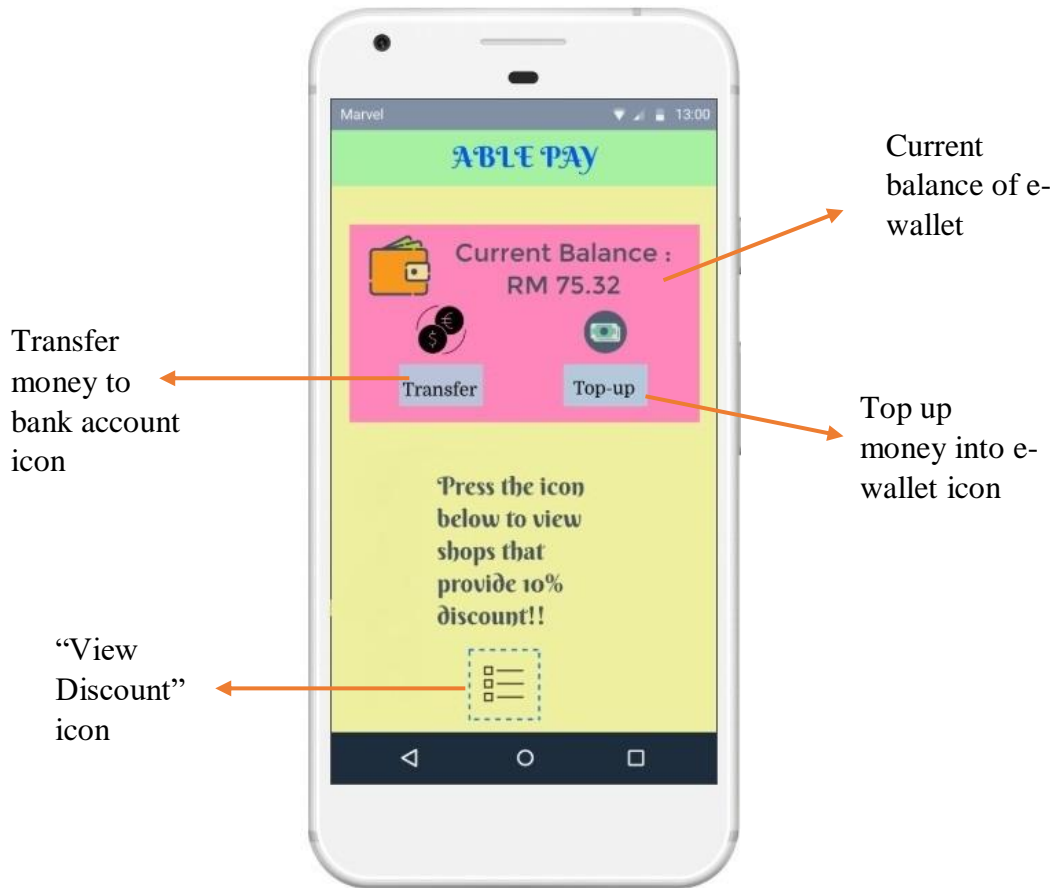 Marvel
13:00
ABLE PAY
Current
balance of e-
wallet
Current Balance :
RM 75.32
Transfer
money to
bank account
icon
Transfer
Top-up
Top up
money into e-
wallet icon
Press the icon
below to view
shops that
provide 10%
discount!!
“View
Discount”
icon